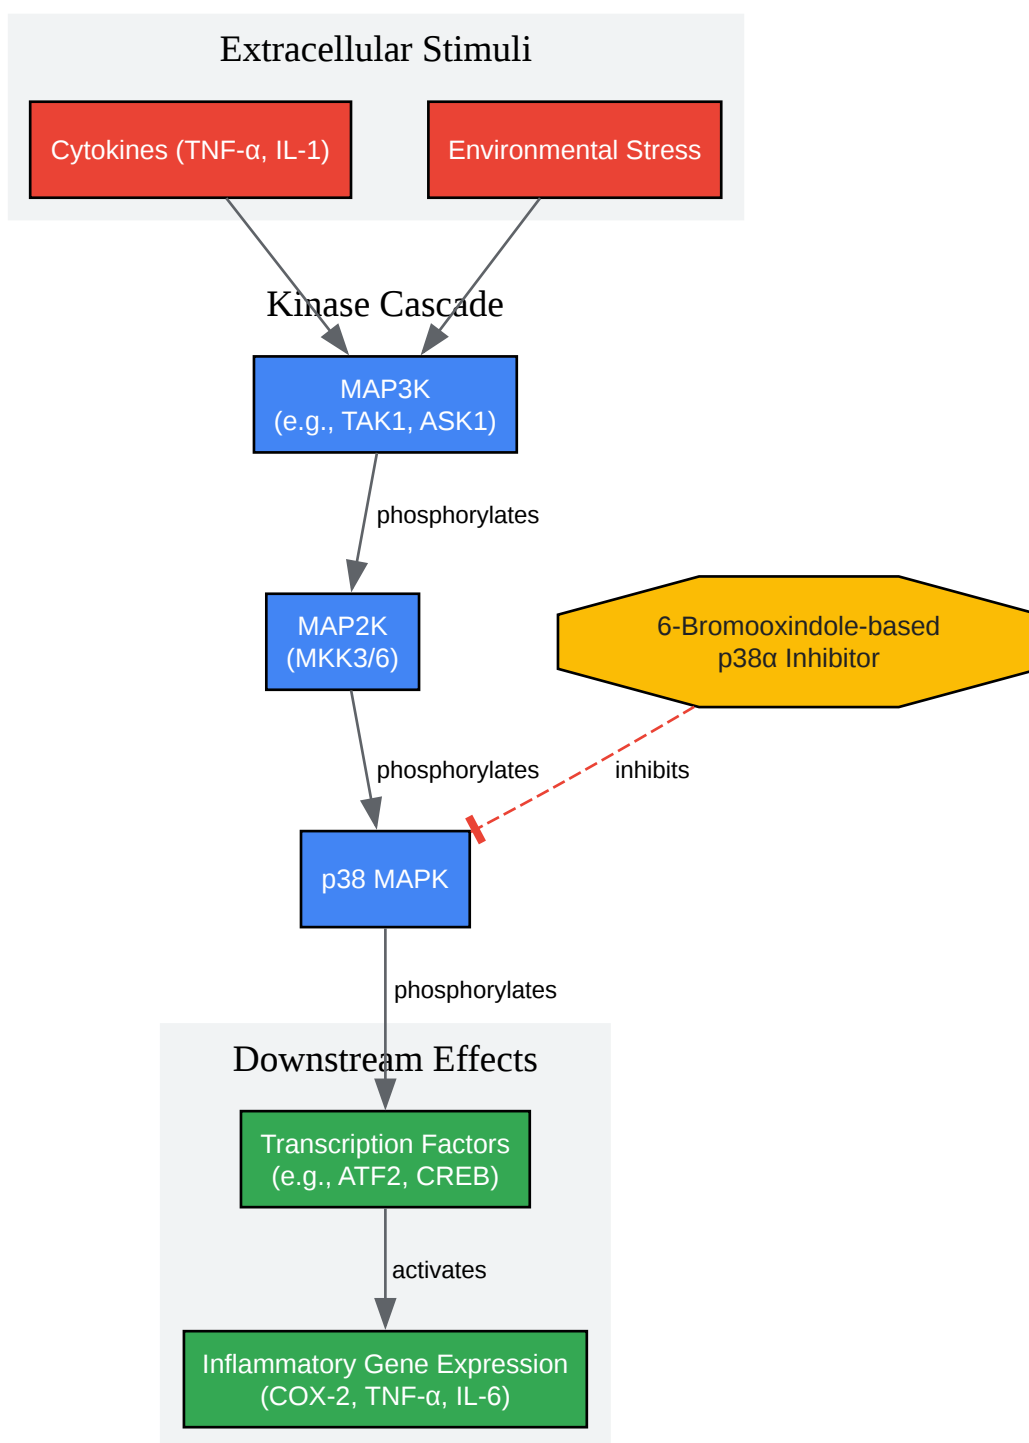 Extracellular Stimuli
Cytokines (TNF-α, IL-1)
Environmental Stress
Kinase Cascade
MAP3K
(e.g., TAK1, ASK1)
phosphorylates
MAP2K
(MKK3/6)
6-Bromooxindole-based
p38α Inhibitor
phosphorylates
inhibits
p38 MAPK
phosphorylates
Downstream Effects
Transcription Factors
(e.g., ATF2, CREB)
activates
Inflammatory Gene Expression
(COX-2, TNF-α, IL-6)